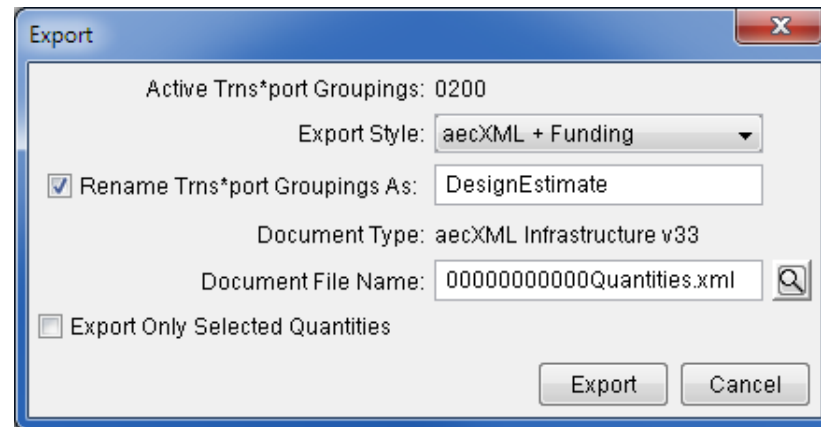 Export
Active Trns*port Groupings: 0200
Export Style: aecXML + Funding
Rename Trns*port Groupings As: DesignEstimate
Document Type: aecXML Infrastructure v33
Document File Name: 00000000000Quantities.xml
Export Only Selected Quantities
Export Cancel